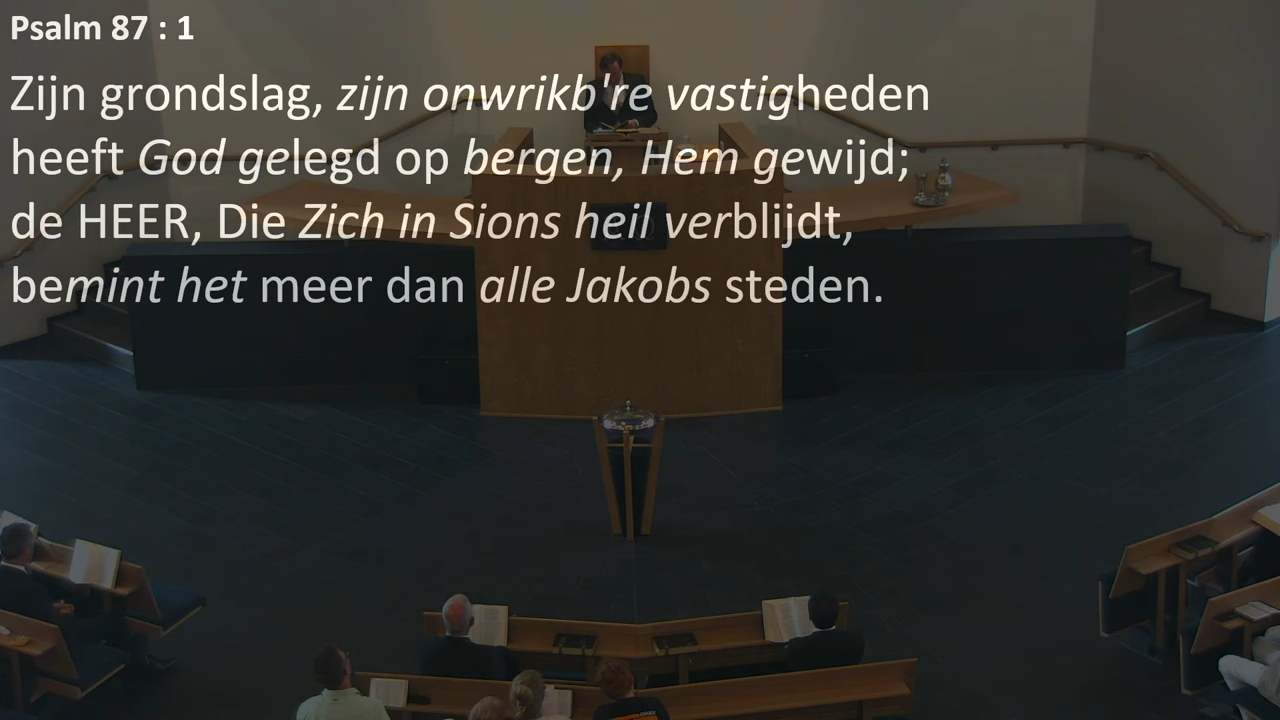 Psalm 87 : 1
Zijn grondslag, zijn onwrikb're vastigheden
heeft God gelegd op bergen, Hem gewijd;
de HEER, Die Zich in Sions heil verblijdt,
bemint het meer dan alle Jakobs steden.